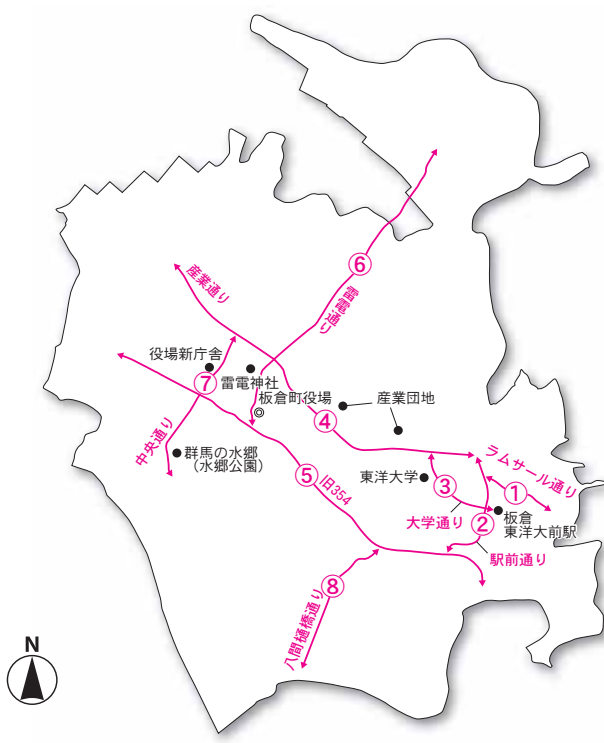 ⑥
雷電通り
産業通り
役場新庁舎
⑦
雷電神社
板倉町役場
産業団地
④
中央通り
群馬の水郷
(水郷公園)
⑤
旧354
東洋大学
③
ラムサール通り
①
大学通り
②
板倉
東洋大前駅
駅前通り
⑧
八間樋橋通り
N